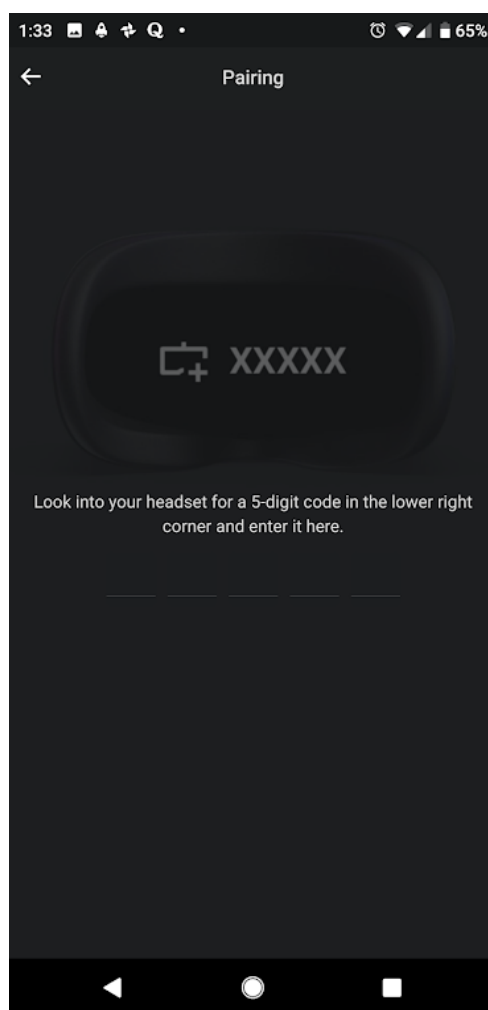 1:33 Q 65%
Pairing
XXXXX
Look into your headset for a 5-digit code in the lower right
corner and enter it here.